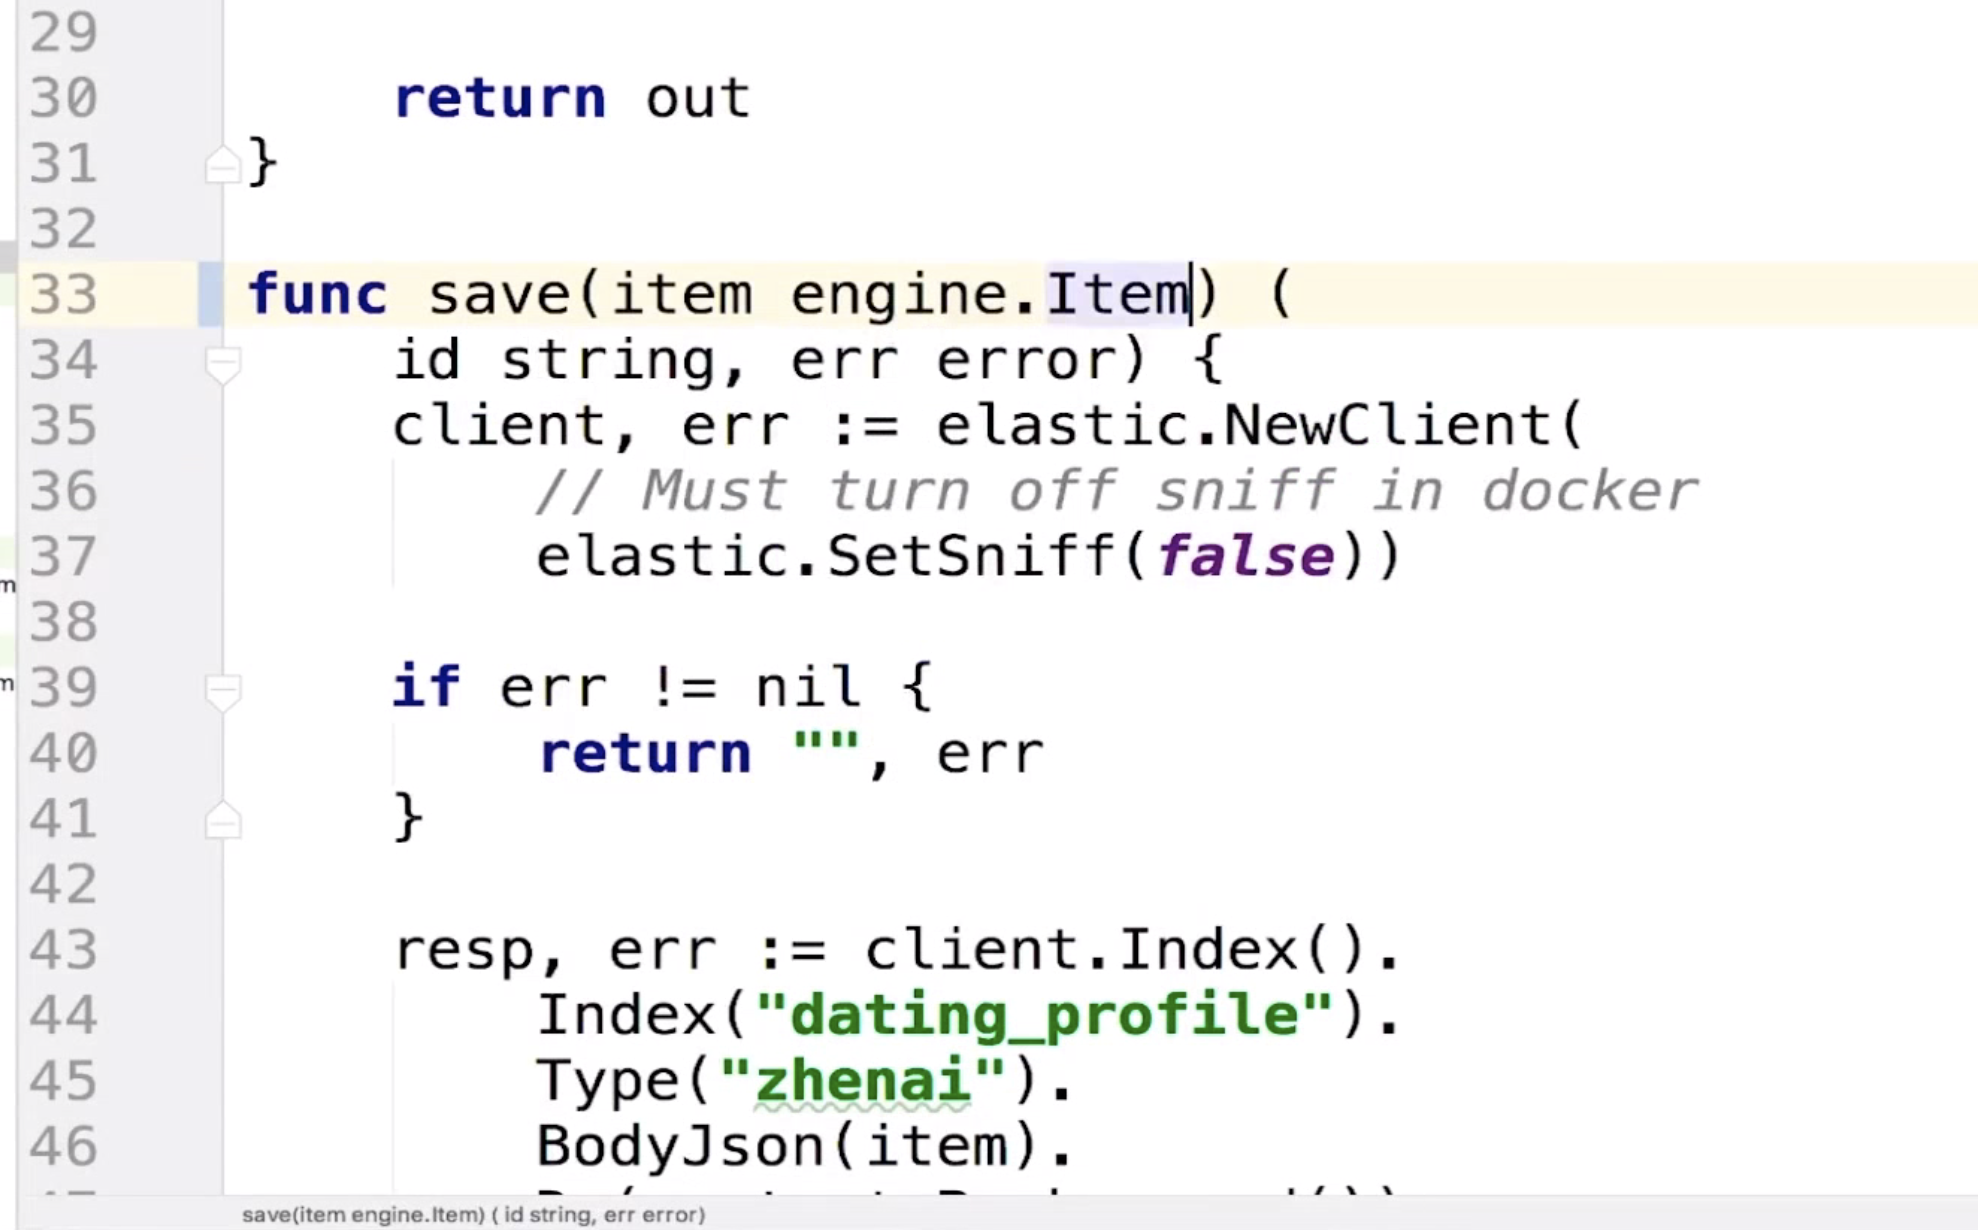 29
30 return out
31 }
32
33 func save(item engine.Item) (
34 id string, err error) {
35 client, err := elastic.NewClient(
36 // Must turn off sniff in docker
37 elastic.SetSniff(false))
38
39 if err != nil {
40 return "", err
41 }
42
43 resp, err := client.Index().
44 Index("dating_profile").
45 Type("zhenai").
46 BodyJson(item).
save(item engine.Item) ( id string, err error)